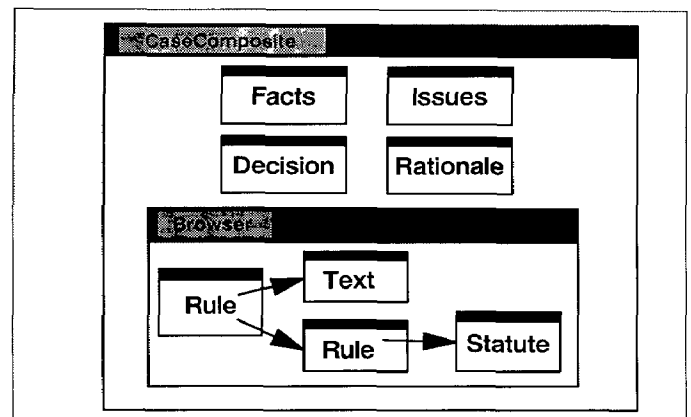 CaseComposite
Facts Issues
Decision Rationale
Browser
Text
Rule
Rule Statute